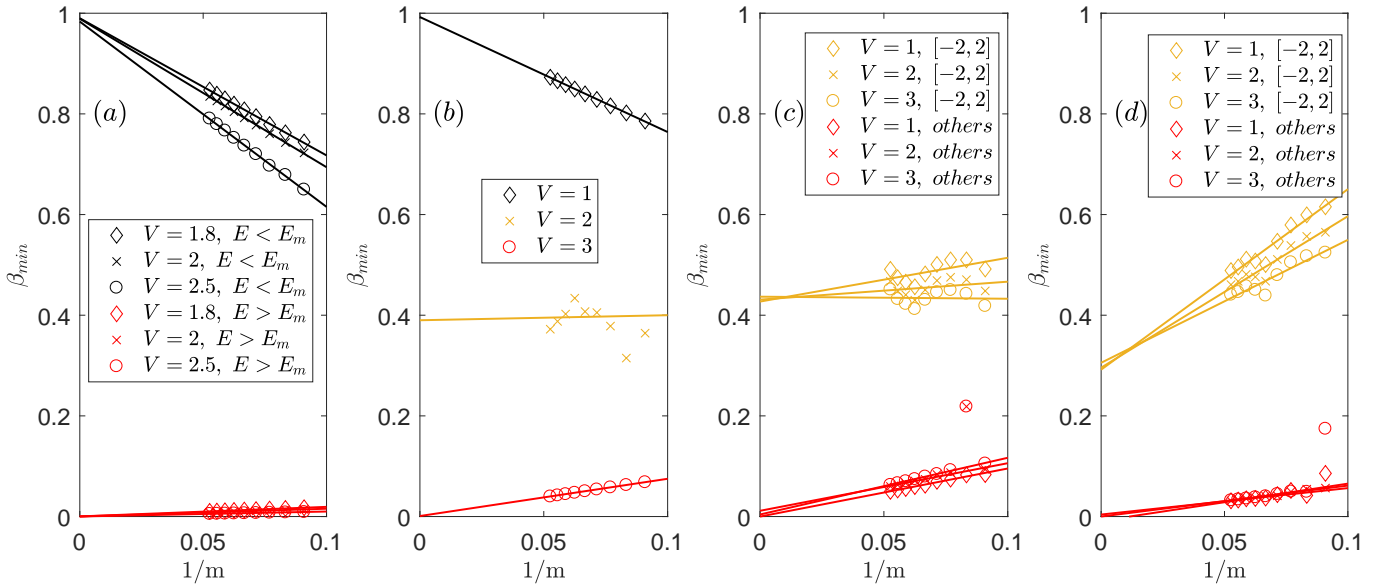 1
0.8
0.6
0.4
0.2
0
β_min
0
0.05
0.1
1/m
(a)
V = 1.8, E < E_m
V = 2, E < E_m
V = 2.5, E < E_m
V = 1.8, E > E_m
V = 2, E > E_m
V = 2.5, E > E_m
1
0.8
0.6
0.4
0.2
0
β_min
0
0.05
0.1
1/m
(b)
V = 1
V = 2
V = 3
1
0.8
0.6
0.4
0.2
0
β_min
0
0.05
0.1
1/m
(c)
V = 1, [-2, 2]
V = 2, [-2, 2]
V = 3, [-2, 2]
V = 1, others
V = 2, others
V = 3, others
1
0.8
0.6
0.4
0.2
0
β_min
0
0.05
0.1
1/m
(d)
V = 1, [-2, 2]
V = 2, [-2, 2]
V = 3, [-2, 2]
V = 1, others
V = 2, others
V = 3, others